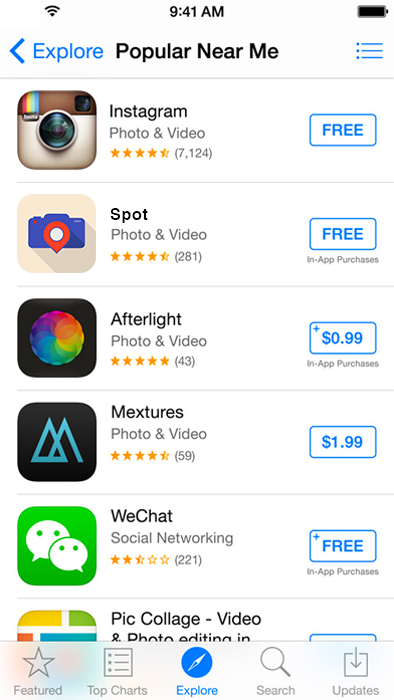 9:41 AM
Explore Popular Near Me
Instagram
Photo & Video
(7,124)
FREE
Spot
Photo & Video
(281)
FREE
In-App Purchases
Afterlight
Photo & Video
(43)
+ $0.99
In-App Purchases
Mextures
Photo & Video
(59)
$1.99
WeChat
Social Networking
(221)
+ FREE
In-App Purchases
Pic Collage - Video
& Photo editing in
Featured Top Charts Explore Search Updates